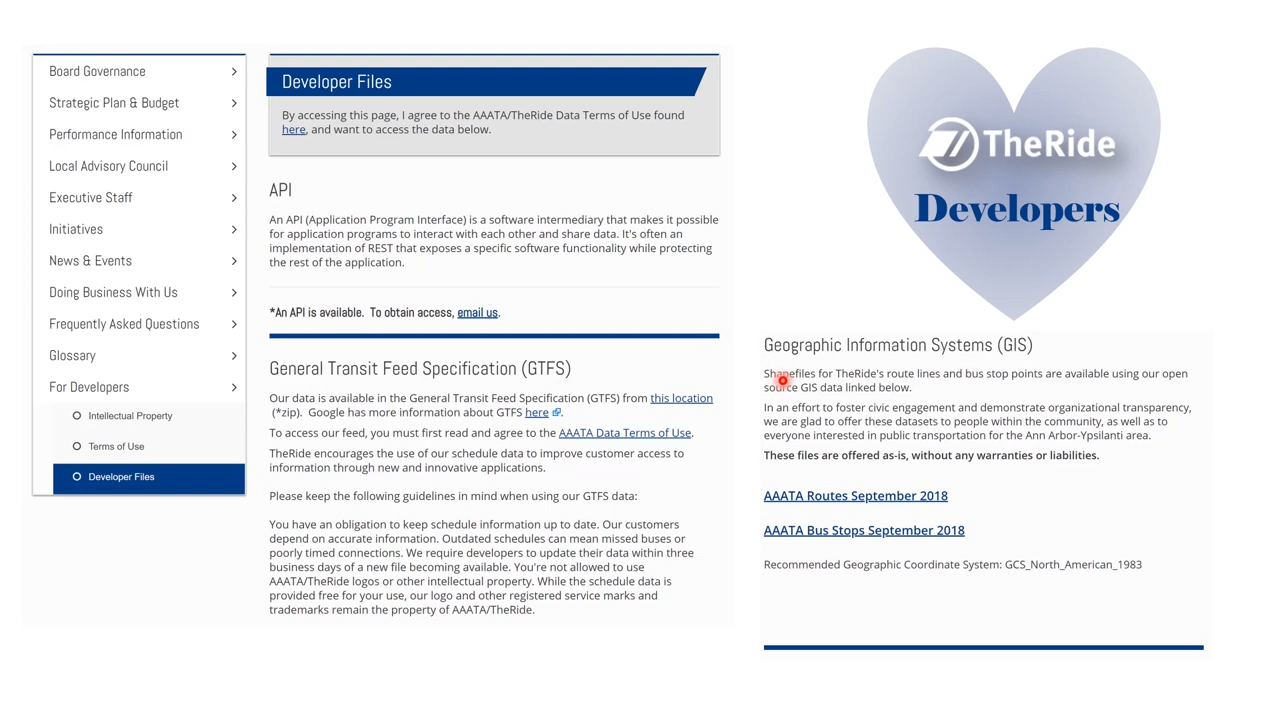 Board Governance
Strategic Plan & Budget
Performance Information
Local Advisory Council
Executive Staff
Initiatives
News & Events
Doing Business With Us
Frequently Asked Questions
Glossary
For Developers
Intellectual Property
Terms of Use
Developer Files
Developer Files
By accessing this page, I agree to the AAATA/TheRide Data Terms of Use found
here, and want to access the data below.
API
An API (Application Program Interface) is a software intermediary that makes it possible
for application programs to interact with each other and share data. It's often an
implementation of REST that exposes a specific software functionality while protecting
the rest of the application.
*An API is available.  To obtain access, email us.
General Transit Feed Specification (GTFS)
Our data is available in the General Transit Feed Specification (GTFS) from this location
(*zip).  Google has more information about GTFS here
To access our feed, you must first read and agree to the AAATA Data Terms of Use.
TheRide encourages the use of our schedule data to improve customer access to
information through new and innovative applications.
Please keep the following guidelines in mind when using our GTFS data:
You have an obligation to keep schedule information up to date. Our customers
depend on accurate information. Outdated schedules can mean missed buses or
poorly timed connections. We require developers to update their data within three
business days of a new file becoming available. You're not allowed to use
AAATA/TheRide logos or other intellectual property. While the schedule data is
provided free for your use, our logo and other registered service marks and
trademarks remain the property of AAATA/TheRide.
TheRide
Developers
Geographic Information Systems (GIS)
Shapefiles for TheRide's route lines and bus stop points are available using our open
source GIS data linked below.
In an effort to foster civic engagement and demonstrate organizational transparency,
we are glad to offer these datasets to people within the community, as well as to
everyone interested in public transportation for the Ann Arbor-Ypsilanti area.
These files are offered as-is, without any warranties or liabilities.
AAATA Routes September 2018
AAATA Bus Stops September 2018
Recommended Geographic Coordinate System: GCS_North_American_1983